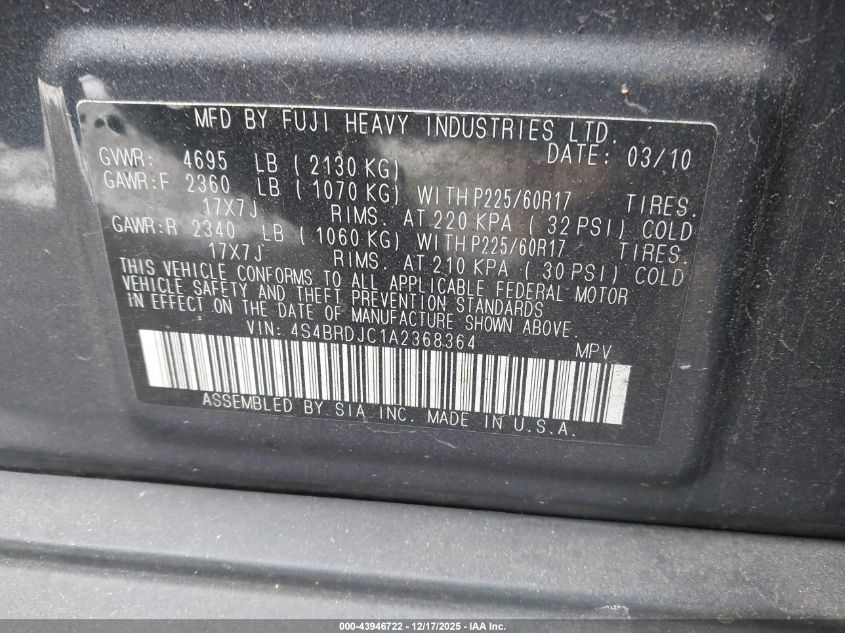 MFD BY FUJI HEAVY INDUSTRIES LTD.
GVWR: 4695 LB ( 2130 KG) DATE: 03/10
GAWR:F 2360 LB ( 1070 KG) WITH P225/60R17 TIRES.
17X7J RIMS. AT 220 KPA ( 32 PSI) COLD
GAWR:R 2340 LB ( 1060 KG) WITH P225/60R17 TIRES.
17X7J RIMS. AT 210 KPA ( 30 PSI) COLD
THIS VEHICLE CONFORMS TO ALL APPLICABLE FEDERAL MOTOR
VEHICLE SAFETY AND THEFT PREVENTION STANDARDS
IN EFFECT ON THE DATE OF MANUFACTURE SHOWN ABOVE.
VIN: 4S4BRDJC1A2368364 MPV
ASSEMBLED BY SIA INC. MADE IN U.S.A.
000-43946722 - 12/17/2025 - IAA Inc.